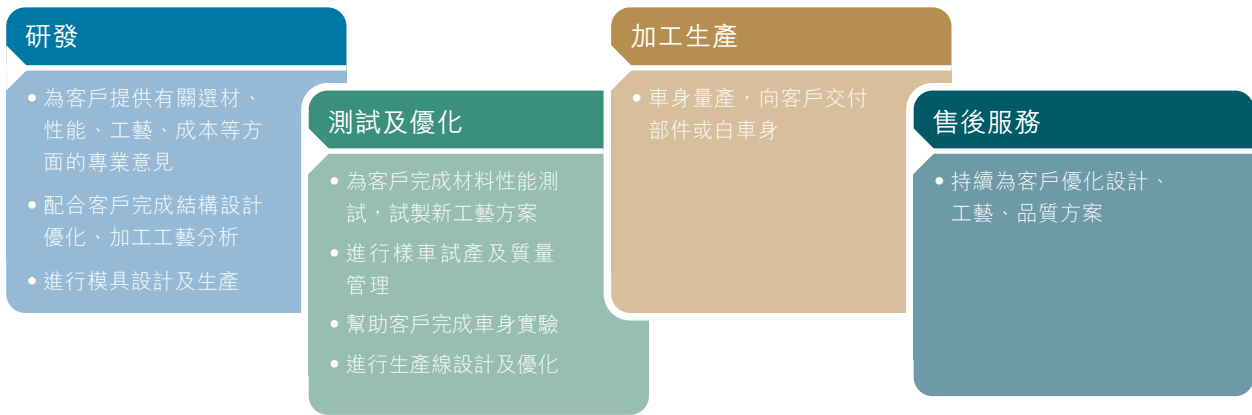 研發
• 為客戶提供有關選材、
性能、工藝、成本等方
面的專業意見
• 配合客戶完成結構設計
優化、加工工藝分析
• 進行模具設計及生產
測試及優化
• 為客戶完成材料性能測
試，試製新工藝方案
• 進行樣車試產及質量
管理
• 幫助客戶完成車身實驗
• 進行生產線設計及優化
加工生產
• 車身量產，向客戶交付
部件或白車身
售後服務
• 持續為客戶優化設計、
工藝、品質方案